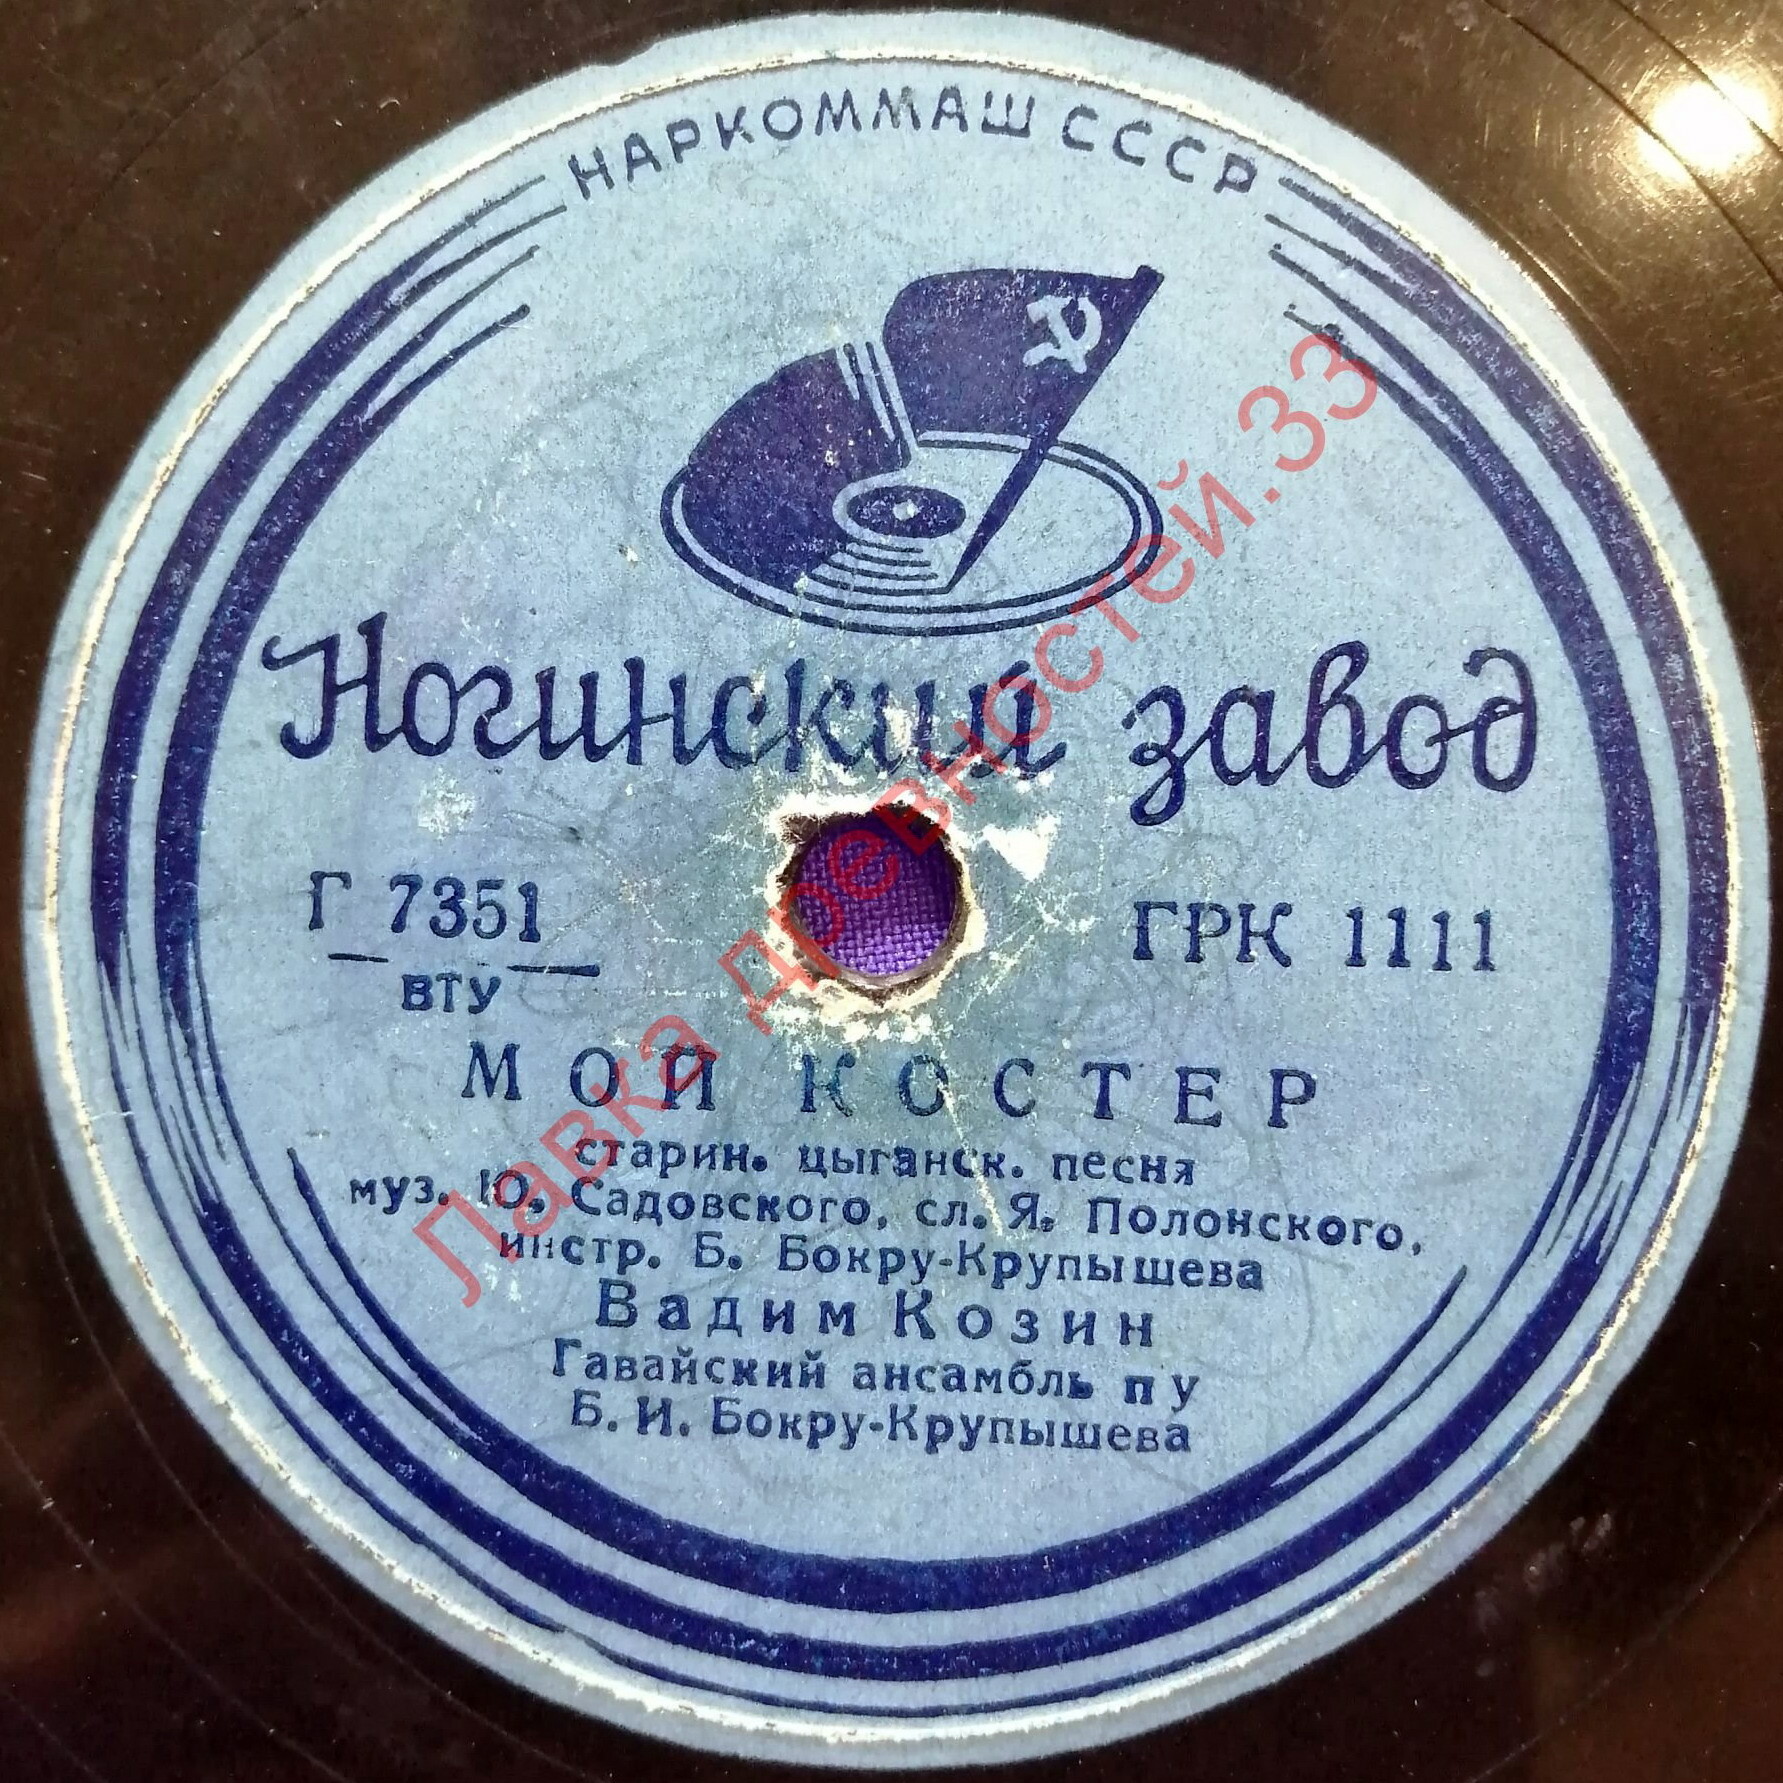 НАРКОММАШ СССР
Ногинский завод
Г 7351
ВТУ
ГРК 1111
МОЙ КОСТЕР
старин. цыганск. песня
муз. Ю. Садовского, сл. Я. Полонского,
инстр. Б. Бокру-Крупышева
Вадим Козин
Гавайский ансамбль п у
Б. И. Бокру-Крупышева
Лавка древностей.33